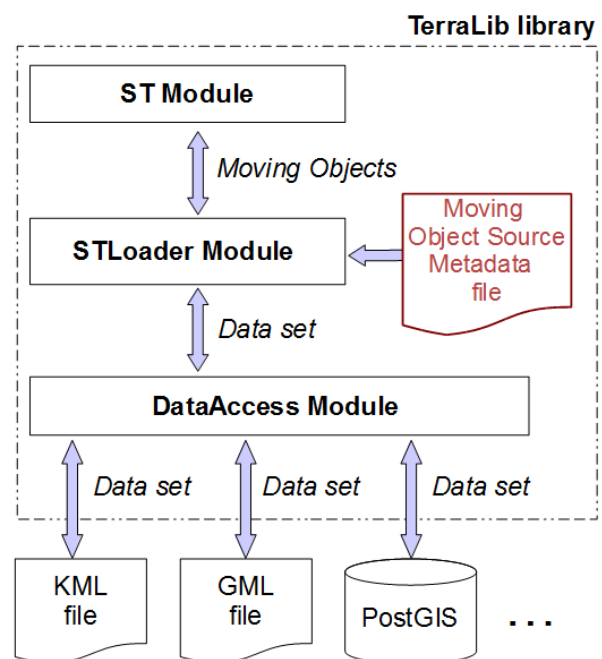 TerraLib library
ST Module
Moving Objects
STLoader Module
Moving
Object Source
Metadata
file
Data set
DataAccess Module
Data set
Data set
Data set
KML
file
GML
file
PostGIS
...